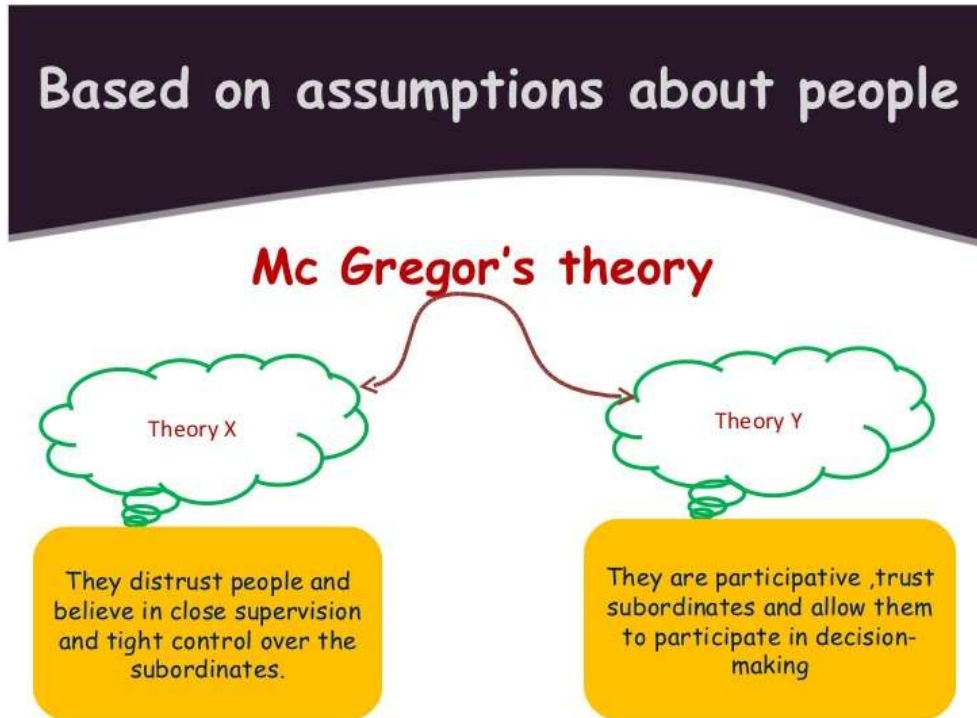 Based on assumptions about people
Mc Gregor's theory
Theory X
They distrust people and
believe in close supervision
and tight control over the
subordinates.
Theory Y
They are participative ,trust
subordinates and allow them
to participate in decision-
making